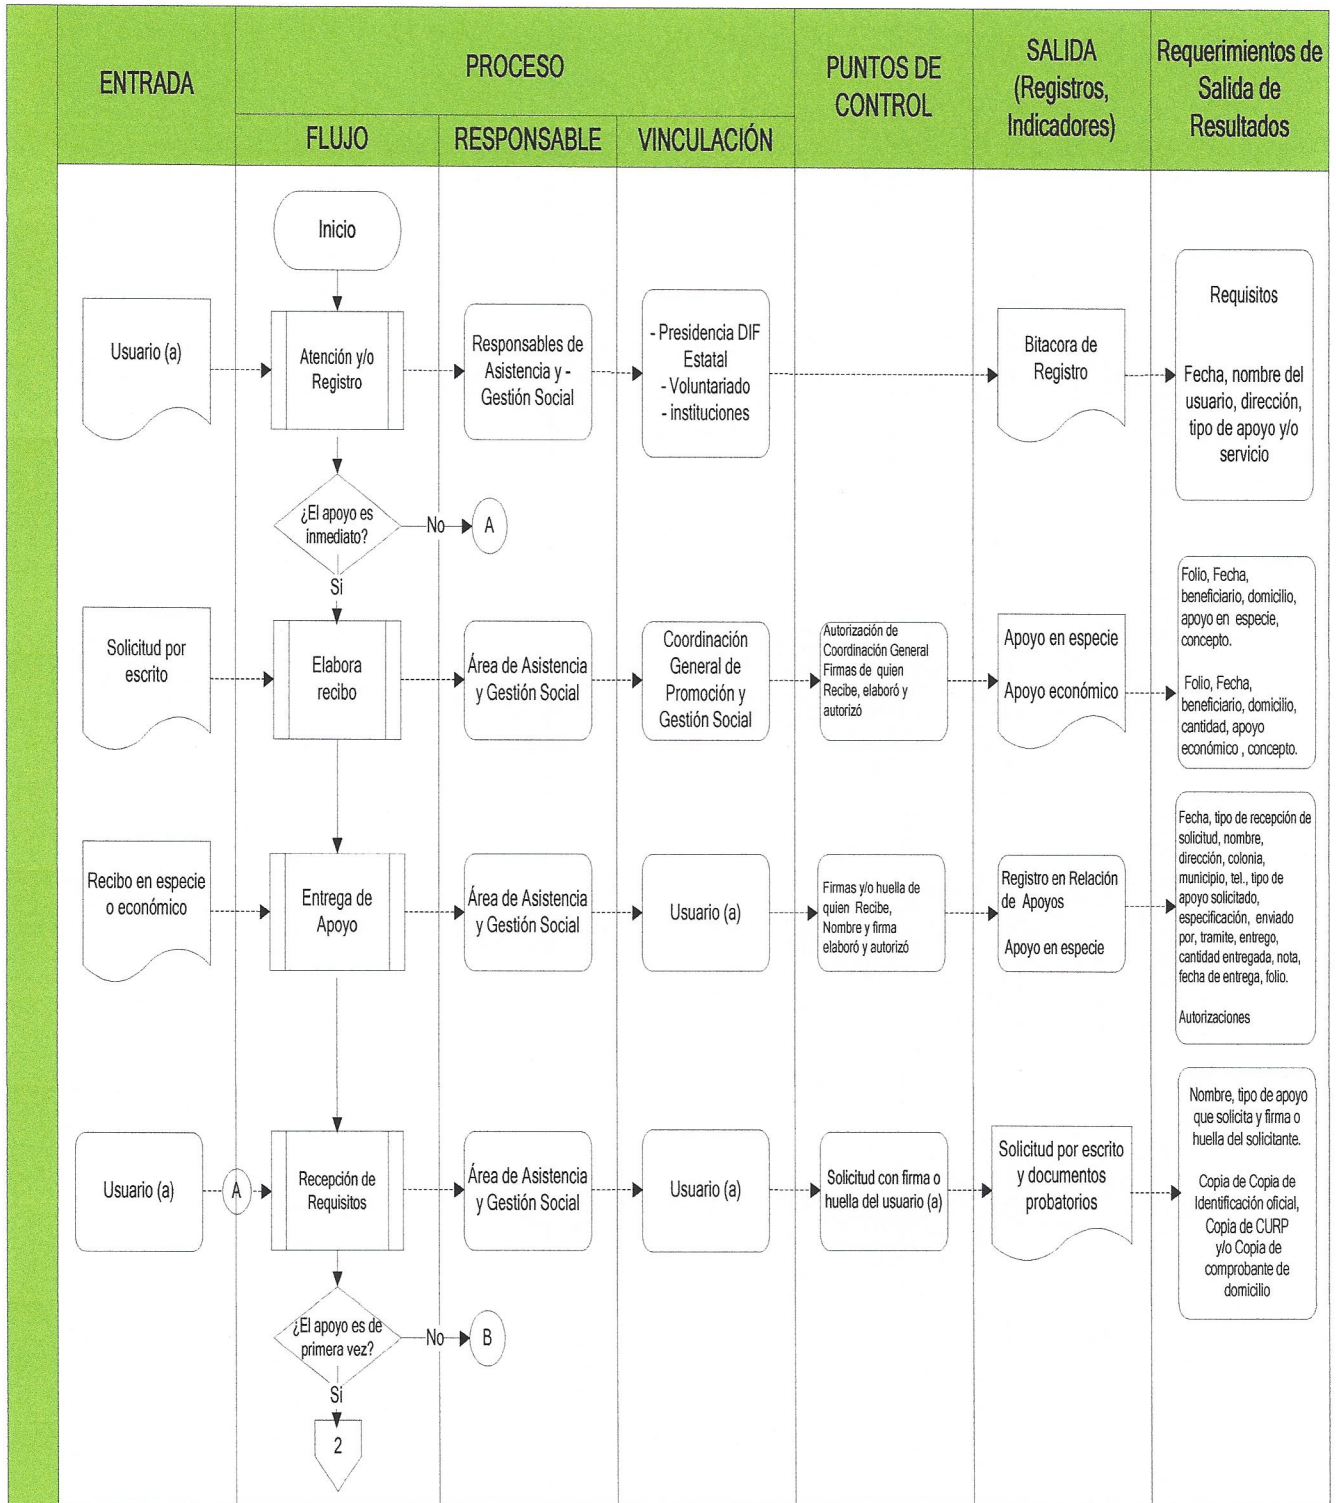 ENTRADA
PROCESO
FLUJO
RESPONSABLE
VINCULACIÓN
PUNTOS DE
CONTROL
SALIDA
(Registros,
Indicadores)
Requerimientos de
Salida de
Resultados
Inicio
Usuario (a)
Atención y/o
Registro
Responsables de
Asistencia y -
Gestión Social
- Presidencia DIF
Estatal
- Voluntariado
- instituciones
Bitacora de
Registro
Requisitos
Fecha, nombre del
usuario, dirección,
tipo de apoyo y/o
servicio
¿El apoyo es
inmediato?
No
A
Si
Solicitud por
escrito
Elabora
recibo
Área de Asistencia
y Gestión Social
Coordinación
General de
Promoción y
Gestión Social
Autorización de
Coordinación General
Firmas de quien
Recibe, elaboró y
autorizó
Apoyo en especie
Apoyo económico
Folio, Fecha,
beneficiario, domicilio,
apoyo en especie,
concepto.
Folio, Fecha,
beneficiario, domicilio,
cantidad, apoyo
económico , concepto.
Recibo en especie
o económico
Entrega de
Apoyo
Área de Asistencia
y Gestión Social
Usuario (a)
Firmas y/o huella de
quien Recibe,
Nombre y firma
elaboró y autorizó
Registro en Relación
de Apoyos
Apoyo en especie
Fecha, tipo de recepción de
solicitud, nombre,
dirección, colonia,
municipio, tel., tipo de
apoyo solicitado,
especificación, enviado
por, tramite, entrego,
cantidad entregada, nota,
fecha de entrega, folio.
Autorizaciones
Usuario (a)
A
Recepción de
Requisitos
Área de Asistencia
y Gestión Social
Usuario (a)
Solicitud con firma o
huella del usuario (a)
Solicitud por escrito
y documentos
probatorios
Nombre, tipo de apoyo
que solicita y firma o
huella del solicitante.
Copia de Copia de
Identificación oficial,
Copia de CURP
y/o Copia de
comprobante de
domicilio
¿El apoyo es de
primera vez?
No
B
Si
2